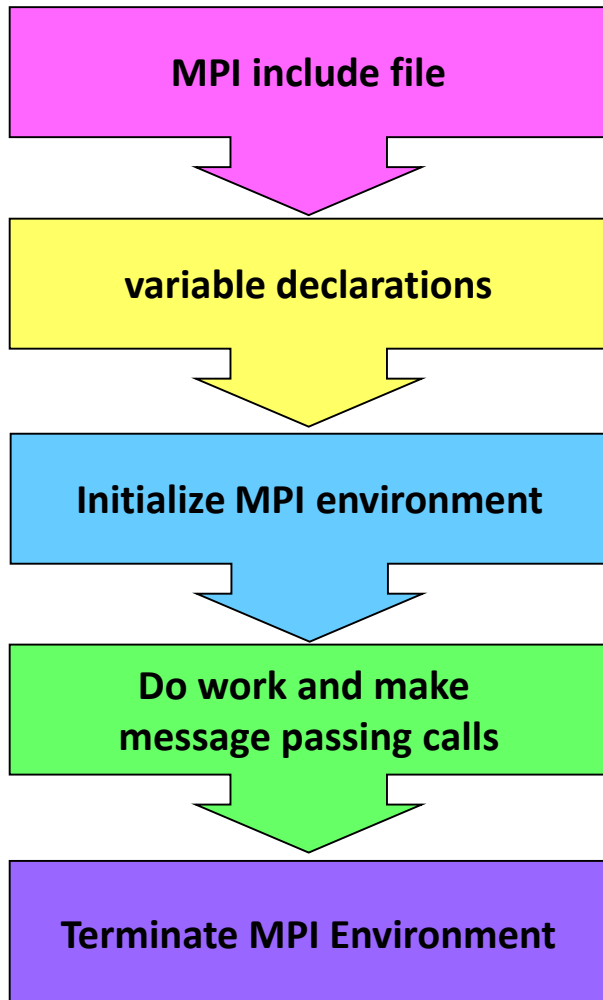 MPI include file
variable declarations
Initialize MPI environment
Do work and make
message passing calls
Terminate MPI Environment